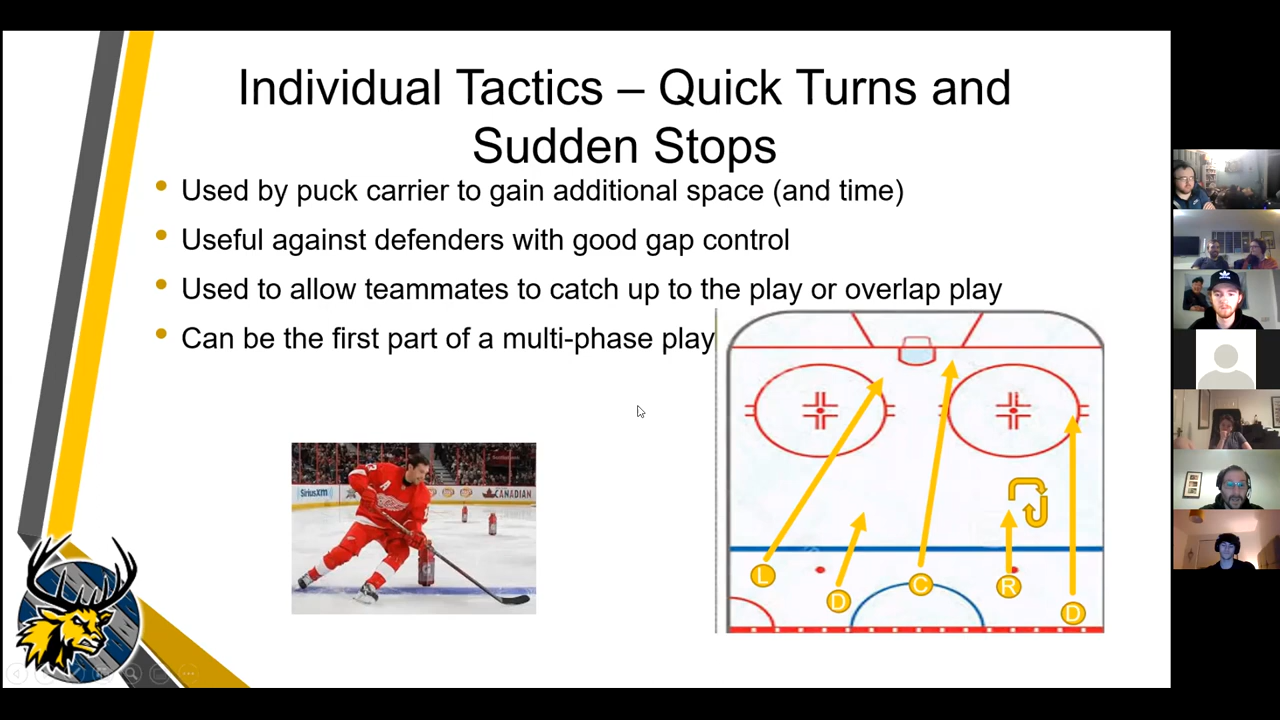 Individual Tactics – Quick Turns and
Sudden Stops
Used by puck carrier to gain additional space (and time)
Useful against defenders with good gap control
Used to allow teammates to catch up to the play or overlap play
Can be the first part of a multi-phase play
SiriusXM
CANADIAN
A
L
D
C
R
D